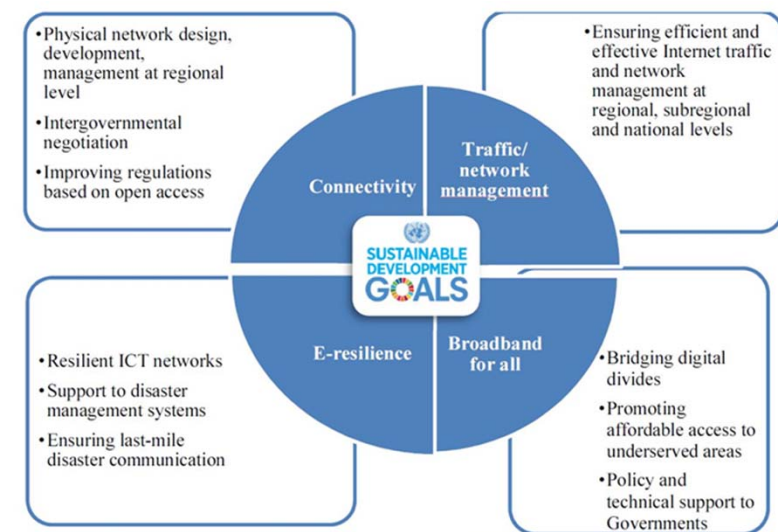 •Physical network design,
development,
management at regional
level
•Intergovernmental
negotiation
•Improving regulations
based on open access
•Ensuring efficient and
effective Internet traffic
and network
management at
regional, subregional
and national levels
Connectivity
Traffic/
network
management
SUSTAINABLE
DEVELOPMENT
GOALS
E-resilience
Broadband
for all
•Resilient ICT networks
•Support to disaster
management systems
•Ensuring last-mile
disaster communication
•Bridging digital
divides
•Promoting
affordable access to
underserved areas
•Policy and
technical support to
Governments